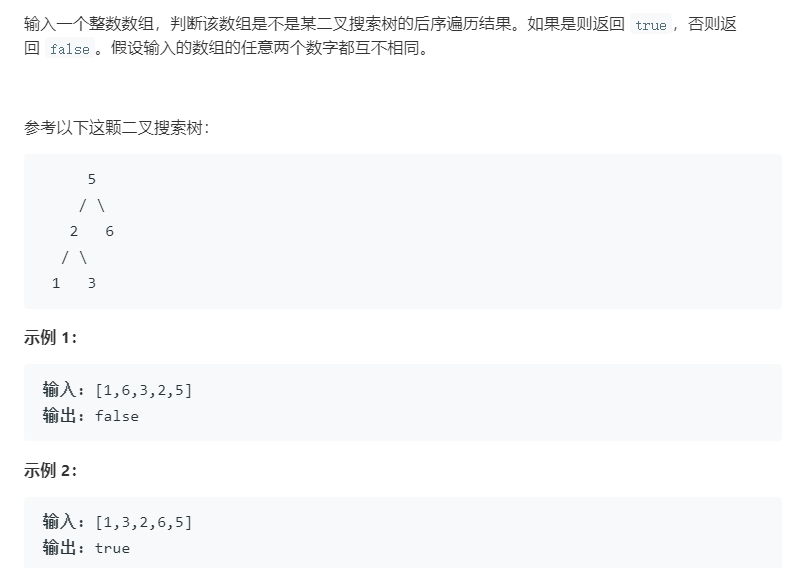 输入一个整数数组，判断该数组是不是某二叉搜索树的后序遍历结果。如果是则返回 true，否则返
回 false。假设输入的数组的任意两个数字都互不相同。
参考以下这颗二叉搜索树：
5
/ \
2   6
/ \
1   3
示例 1：
输入：[1,6,3,2,5]
输出：false
示例 2：
输入：[1,3,2,6,5]
输出：true